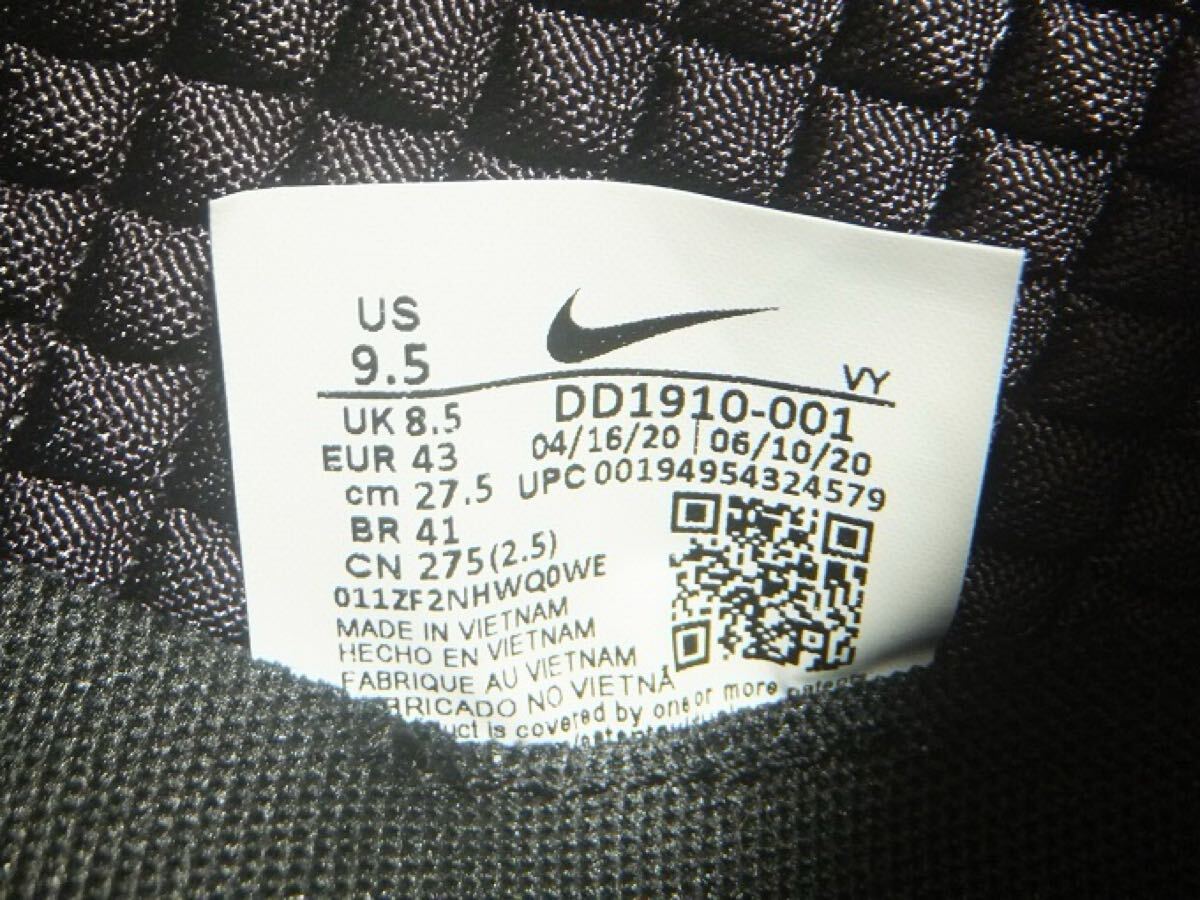 US
9.5
VY
UK 8.5
DD1910-001
EUR 43
04/16/20 | 06/10/20
cm 27.5
UPC 00194954324579
BR 41
CN 275(2.5)
011ZF2NHWQ0WE
MADE IN VIETNAM
HECHO EN VIETNAM
FABRIQUE AU VIETNAM
RRICADO NO VIETNÃ
uct is covered by one or more